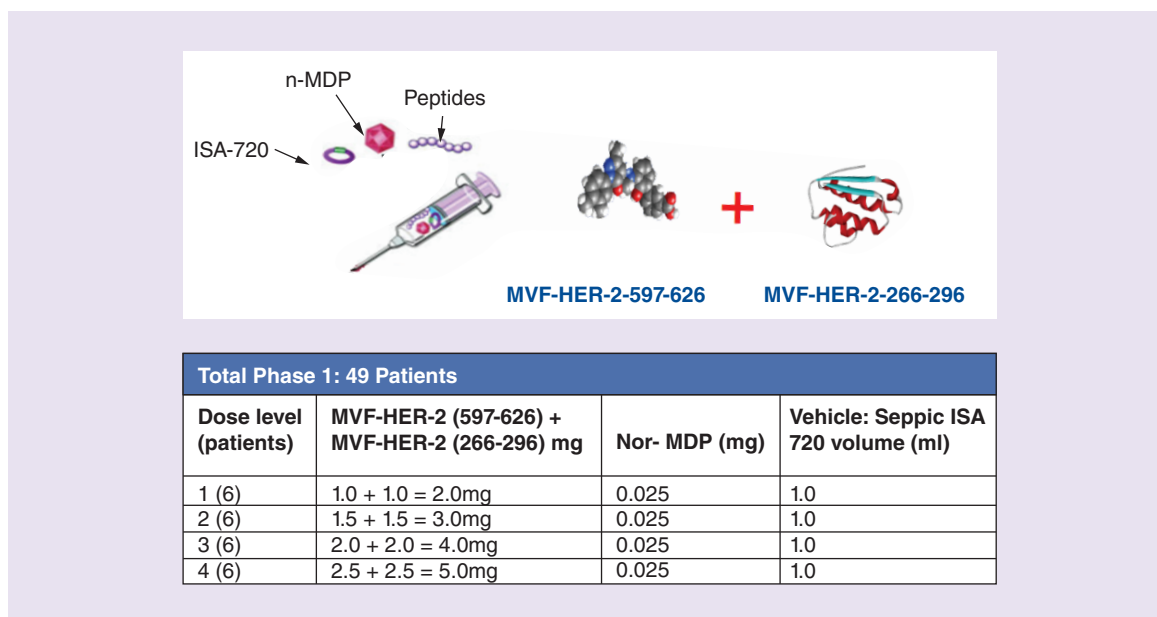 n-MDP
Peptides
ISA-720
MVF-HER-2-597-626 MVF-HER-2-266-296
Total Phase 1: 49 Patients
Dose level (patients) MVF-HER-2 (597-626) + MVF-HER-2 (266-296) mg Nor- MDP (mg) Vehicle: Seppic ISA 720 volume (ml)
1 (6) 1.0 + 1.0 = 2.0mg 0.025 1.0
2 (6) 1.5 + 1.5 = 3.0mg 0.025 1.0
3 (6) 2.0 + 2.0 = 4.0mg 0.025 1.0
4 (6) 2.5 + 2.5 = 5.0mg 0.025 1.0